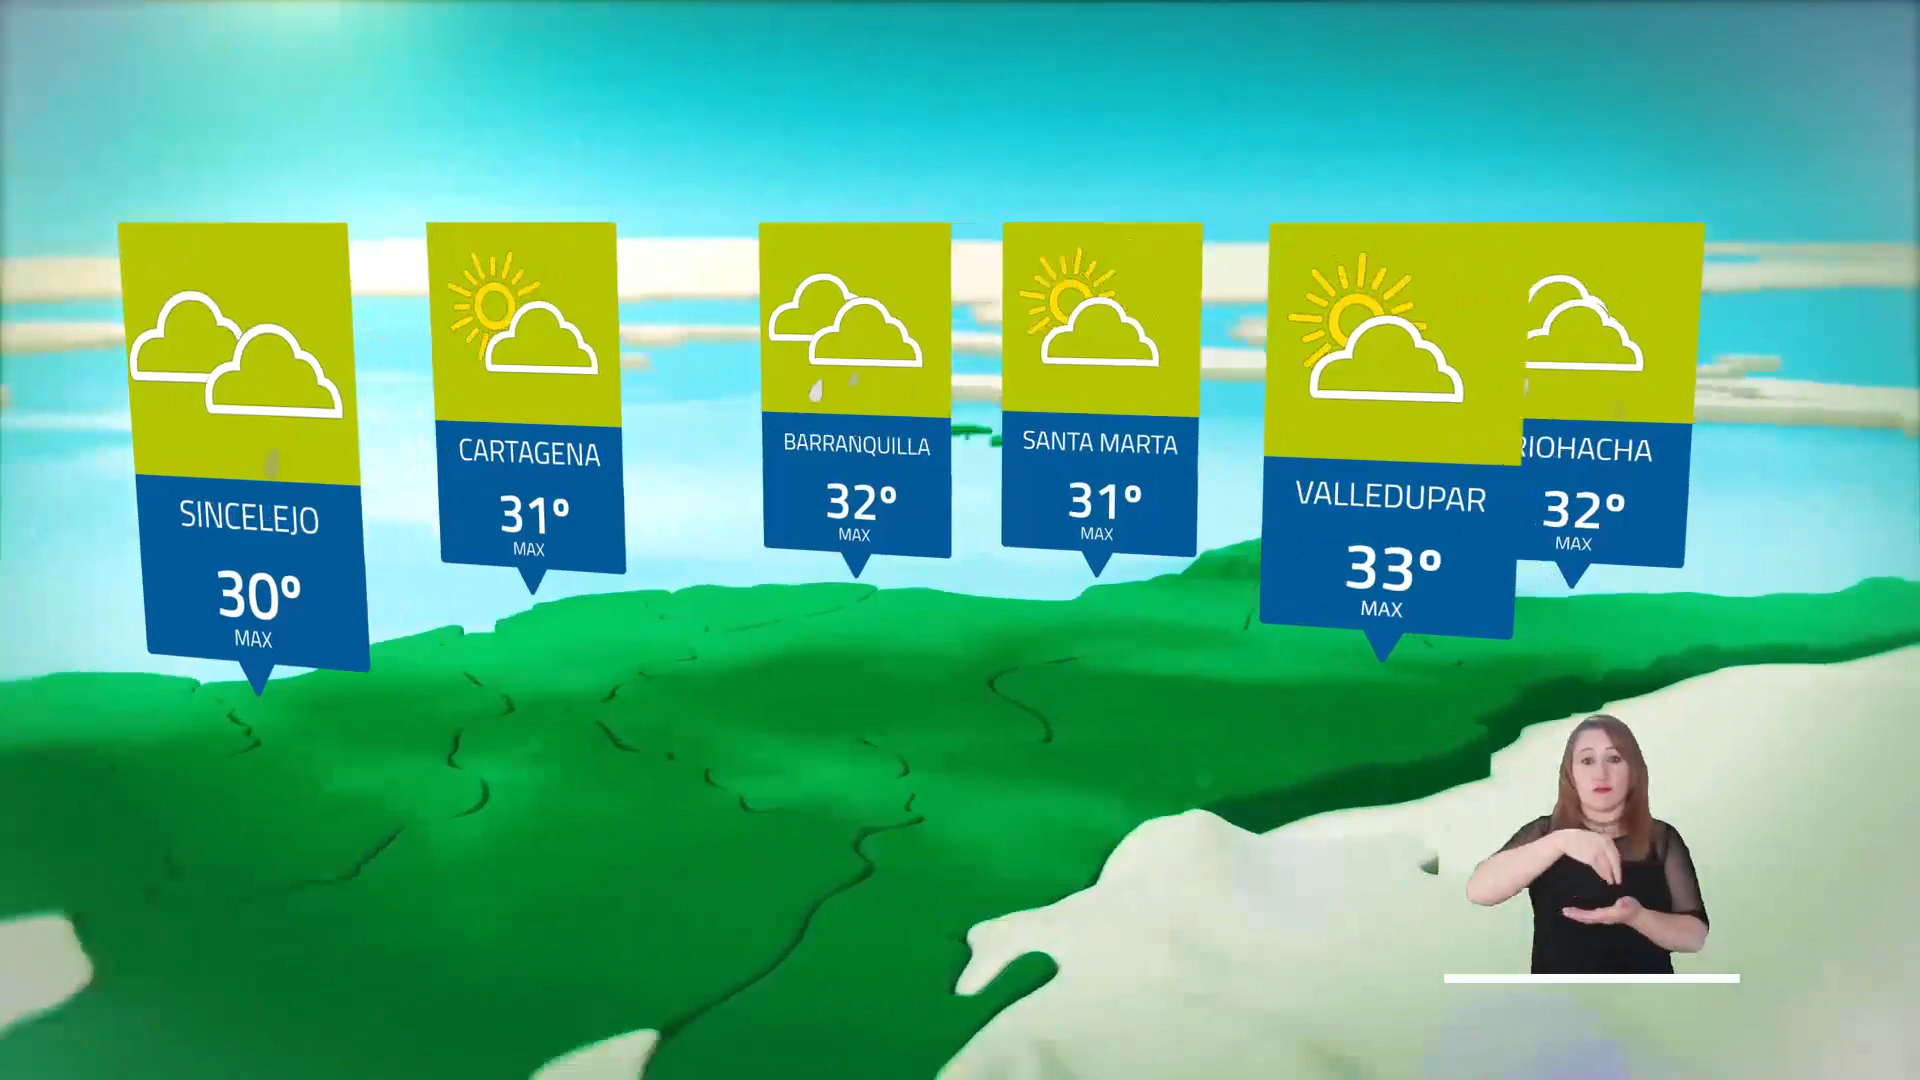 SINCELEJO
30°
MAX
CARTAGENA
31°
MAX
BARRANQUILLA
32°
MAX
SANTA MARTA
31°
MAX
VALLEDUPAR
33°
MAX
RIOHACHA
32°
MAX